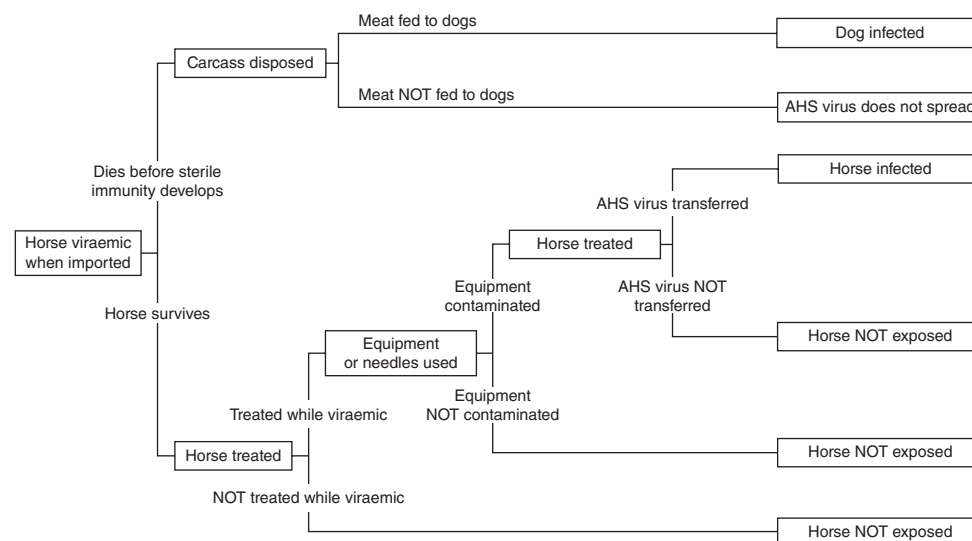 Meat fed to dogs
Dog infected
Carcass disposed
Meat NOT fed to dogs
AHS virus does not spread
Dies before sterile
immunity develops
Horse infected
AHS virus transferred
Horse viraemic
when imported
Horse treated
Equipment
contaminated
AHS virus NOT
transferred
Horse survives
Equipment
or needles used
Horse NOT exposed
Equipment
NOT contaminated
Treated while viraemic
Horse treated
Horse NOT exposed
NOT treated while viraemic
Horse NOT exposed